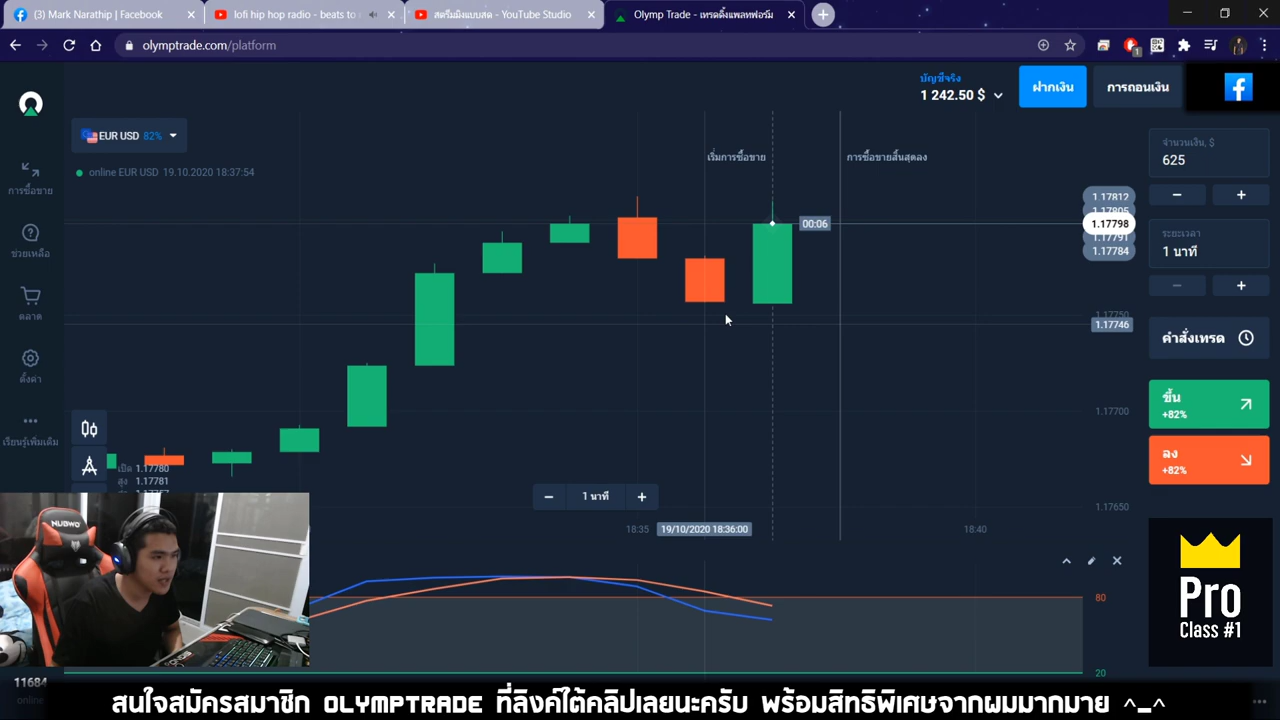 (3) Mark Narathip | Facebook
lofi hip hop radio - beats to
สตรีมมิงแบบสด - YouTube Studio
Olymp Trade - เทรดดิ้งแพลทฟอร์ม
olymptrade.com/platform
1
บัญชีจริง
1 242.50 $
ฝากเงิน
การถอนเงิน
EUR USD 82%
online EUR USD 19.10.2020 18:37:54
เริ่มการซื้อขาย
การซื้อขายสิ้นสุดลง
การซื้อขาย
ช่วยเหลือ
ตลาด
ตั้งค่า
เรียนรู้เพิ่มเติม
00:06
1.17812
1.17798
1.17791
1.17784
1.17750
1.17746
1.17700
1.17650
จำนวนเงิน, $
625
ระยะเวลา
1 นาที
คำสั่งเทรด
ขึ้น
+82%
ลง
+82%
เปิด 1.17780
สูง 1.17781
1 นาที
18:35
19/10/2020 18:36:00
18:40
80
20
NUBWO
Pro
Class #1
11684
online
สนใจสมัครสมาชิก OLYMPTRADE ที่ลิงค์ใต้คลิปเลยนะครับ พร้อมสิทธิพิเศษจากผมมากมาย ^_^